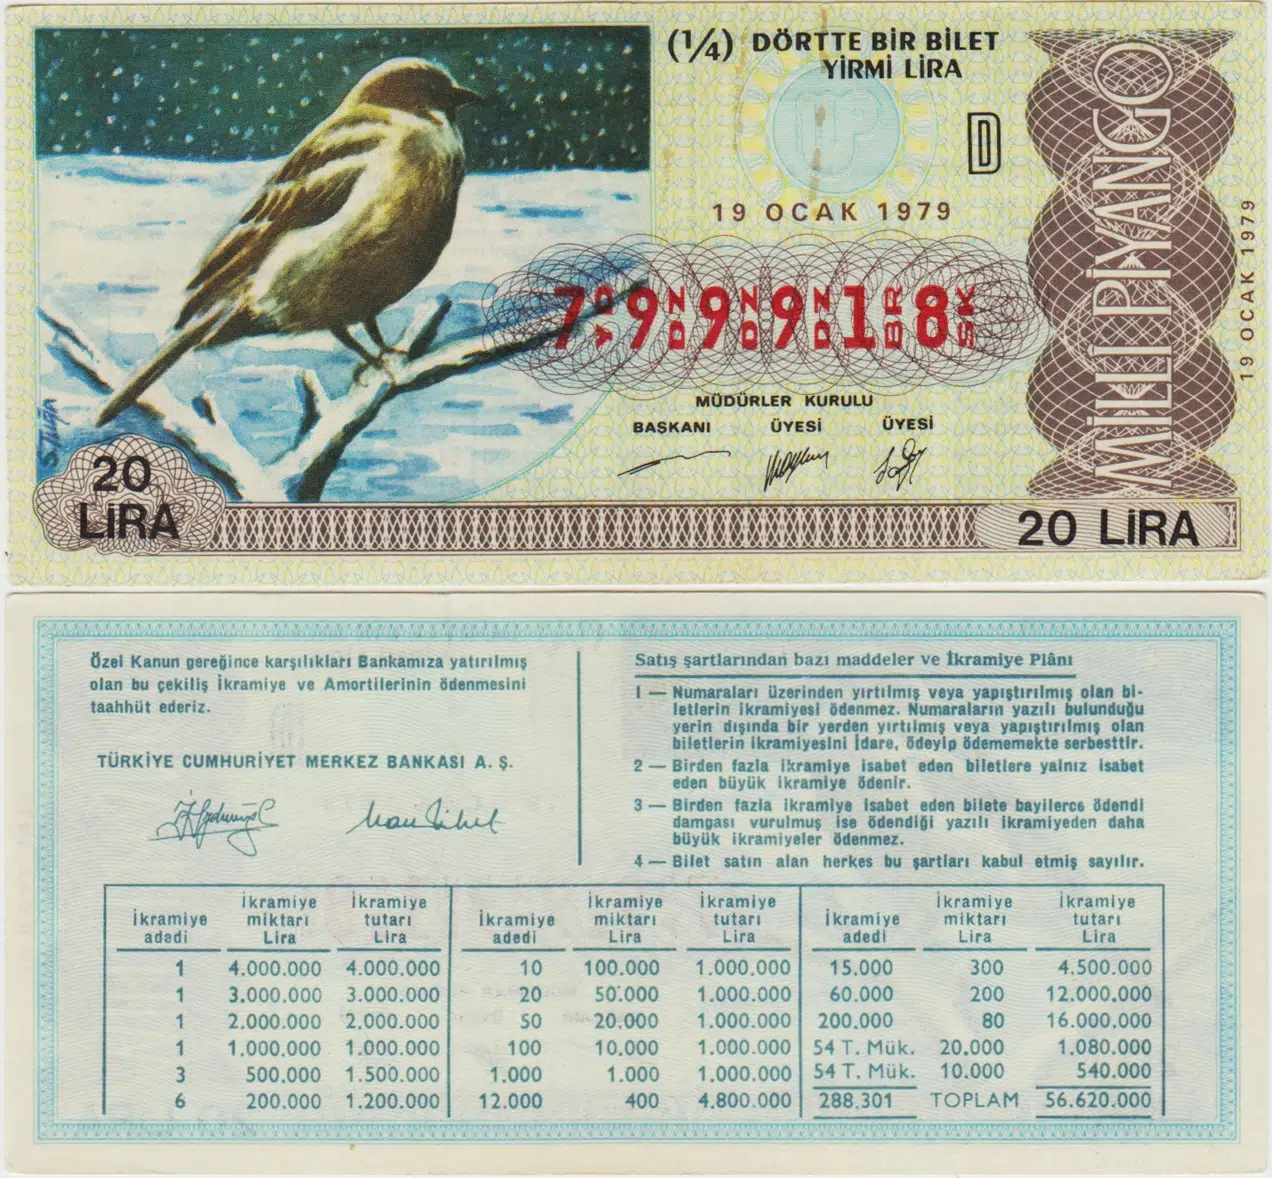 (1/4) DÖRTTE BİR BİLET
YİRMİ LİRA
D
19 OCAK 1979
7 YD 9 DZ 9 DZ 9 DZ 1 BR 8 SK
MÜDÜRLER KURULU
BAŞKANI ÜYESİ ÜYESİ
MİLLİ PİYANGO
19 OCAK 1979
20
LİRA
20 LİRA
Özel Kanun gereğince karşılıkları Bankamıza yatırılmış
olan bu çekiliş İkramiye ve Amortilerinin ödenmesini
taahhüt ederiz.
TÜRKİYE CUMHURİYET MERKEZ BANKASI A. Ş.
Satış şartlarından bazı maddeler ve İkramiye Plânı
1 — Numaraları üzerinden yırtılmış veya yapıştırılmış olan bi-
letlerin ikramiyesi ödenmez. Numaraların yazılı bulunduğu
yerin dışında bir yerden yırtılmış veya yapıştırılmış olan
biletlerin ikramiyesini İdare, ödeyip ödememekte serbesttir.
2 — Birden fazla ikramiye isabet eden biletlere yalnız isabet
eden büyük ikramiye ödenir.
3 — Birden fazla ikramiye isabet eden bilete bayilerce ödendi
damgası vurulmuş ise ödendiği yazılı ikramiyeden daha
büyük ikramiyeler ödenmez.
4 — Bilet satın alan herkes bu şartları kabul etmiş sayılır.
İkramiye adedi İkramiye miktarı Lira İkramiye tutarı Lira İkramiye adedi İkramiye miktarı Lira İkramiye tutarı Lira İkramiye adedi İkramiye miktarı Lira İkramiye tutarı Lira
1 4.000.000 4.000.000 10 100.000 1.000.000 15.000 300 4.500.000
1 3.000.000 3.000.000 20 50.000 1.000.000 60.000 200 12.000.000
1 2.000.000 2.000.000 50 20.000 1.000.000 200.000 80 16.000.000
1 1.000.000 1.000.000 100 10.000 1.000.000 54 T. Mük. 20.000 1.080.000
3 500.000 1.500.000 1.000 1.000 1.000.000 54 T. Mük. 10.000 540.000
6 200.000 1.200.000 12.000 400 4.800.000 288.301 TOPLAM 56.620.000